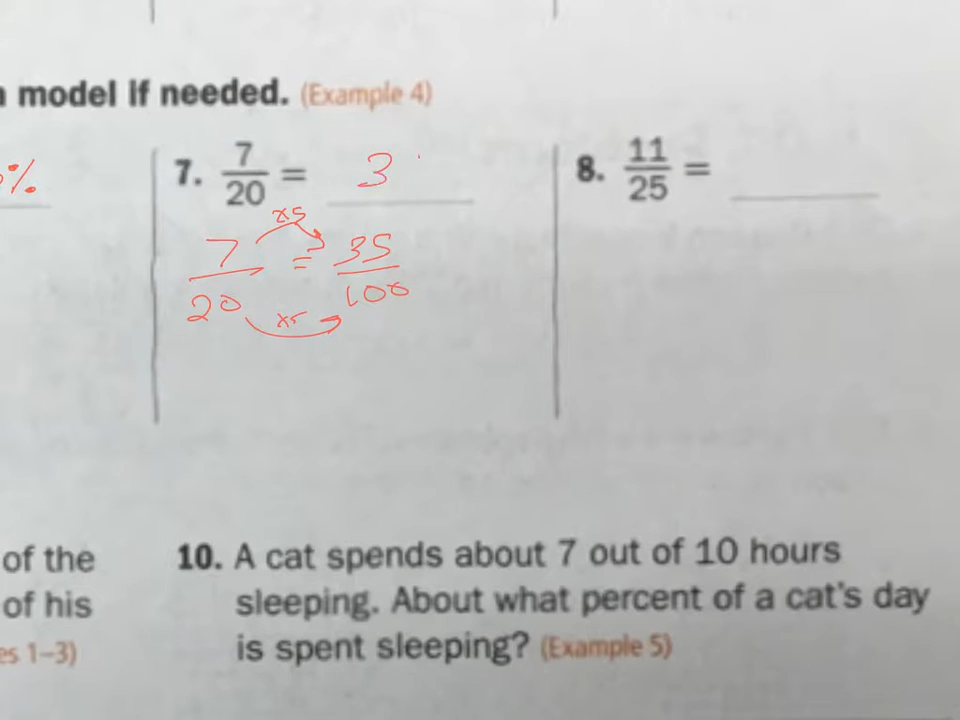 model if needed. (Example 4)
%
7. 7/20 = 3
8. 11/25 =
×5
7/20 = 35/100
×5
of the
of his
es 1–3)
10. A cat spends about 7 out of 10 hours
sleeping. About what percent of a cat's day
is spent sleeping? (Example 5)